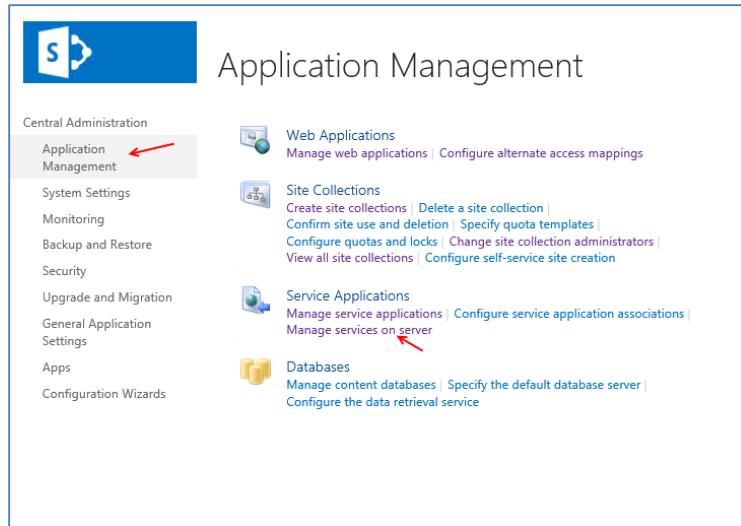 S
Application Management
Central Administration
Application
Management
System Settings
Monitoring
Backup and Restore
Security
Upgrade and Migration
General Application
Settings
Apps
Configuration Wizards
Web Applications
Manage web applications | Configure alternate access mappings
Site Collections
Create site collections | Delete a site collection |
Confirm site use and deletion | Specify quota templates |
Configure quotas and locks | Change site collection administrators |
View all site collections | Configure self-service site creation
Service Applications
Manage service applications | Configure service application associations |
Manage services on server
Databases
Manage content databases | Specify the default database server |
Configure the data retrieval service